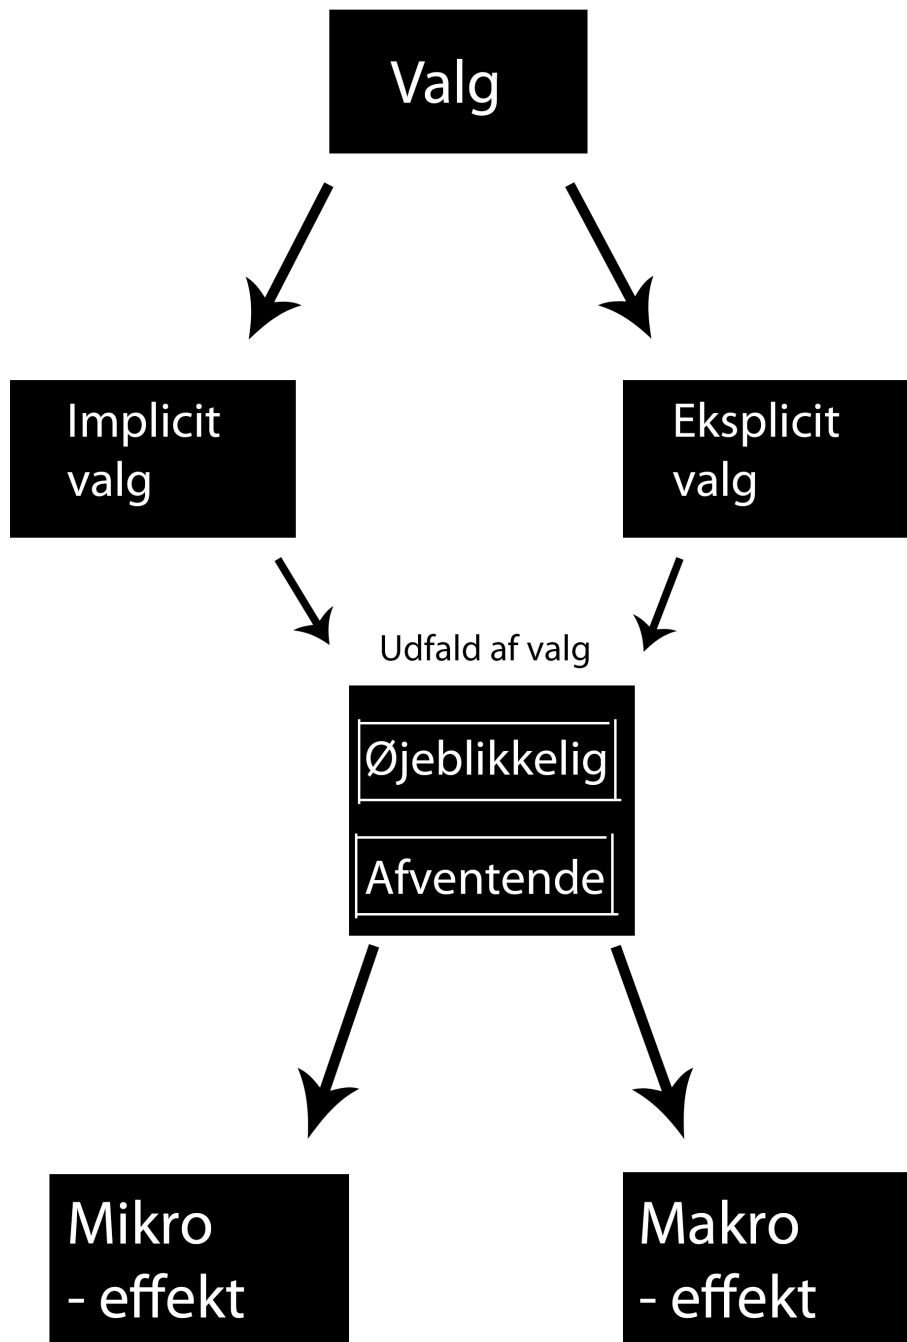 Valg
Implicit
valg
Eksplicit
valg
Udfald af valg
Øjeblikkelig
Afventende
Mikro
- effekt
Makro
- effekt